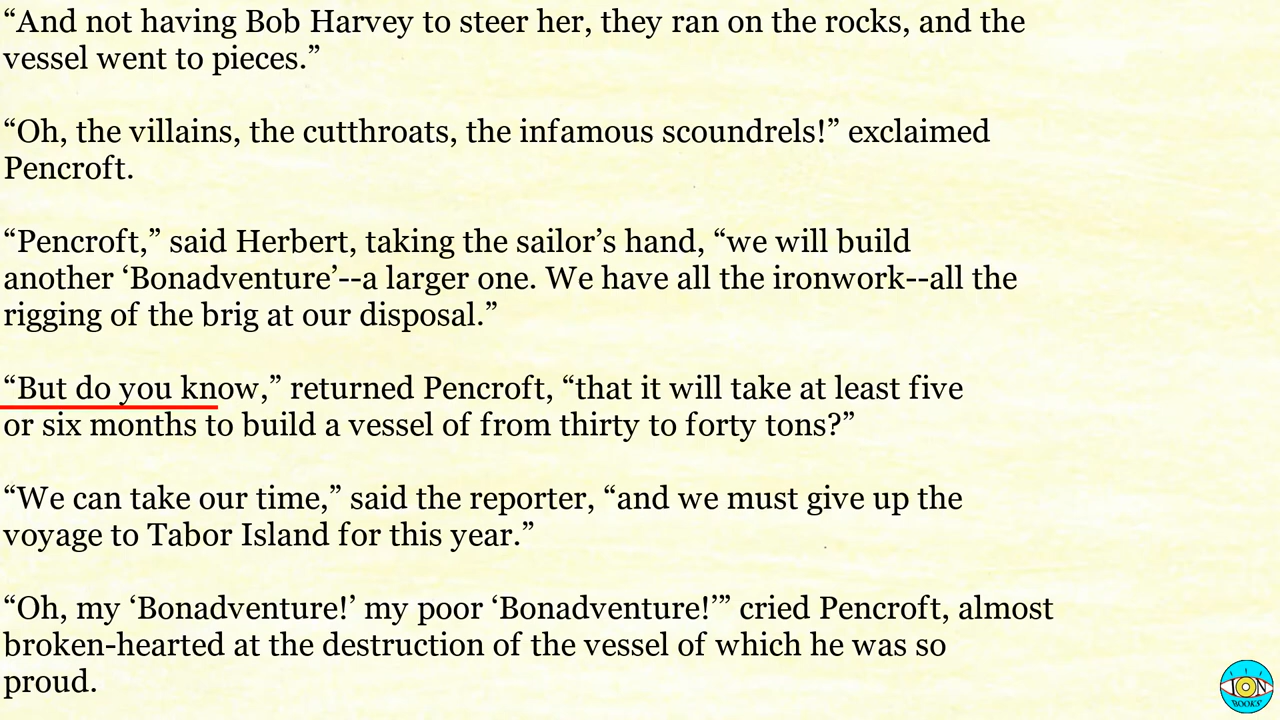 “And not having Bob Harvey to steer her, they ran on the rocks, and the
vessel went to pieces.”
“Oh, the villains, the cutthroats, the infamous scoundrels!” exclaimed
Pencroft.
“Pencroft,” said Herbert, taking the sailor’s hand, “we will build
another ‘Bonadventure’--a larger one. We have all the ironwork--all the
rigging of the brig at our disposal.”
“But do you know,” returned Pencroft, “that it will take at least five
or six months to build a vessel of from thirty to forty tons?”
“We can take our time,” said the reporter, “and we must give up the
voyage to Tabor Island for this year.”
“Oh, my ‘Bonadventure!’ my poor ‘Bonadventure!’” cried Pencroft, almost
broken-hearted at the destruction of the vessel of which he was so
proud.
ION
BOOKS